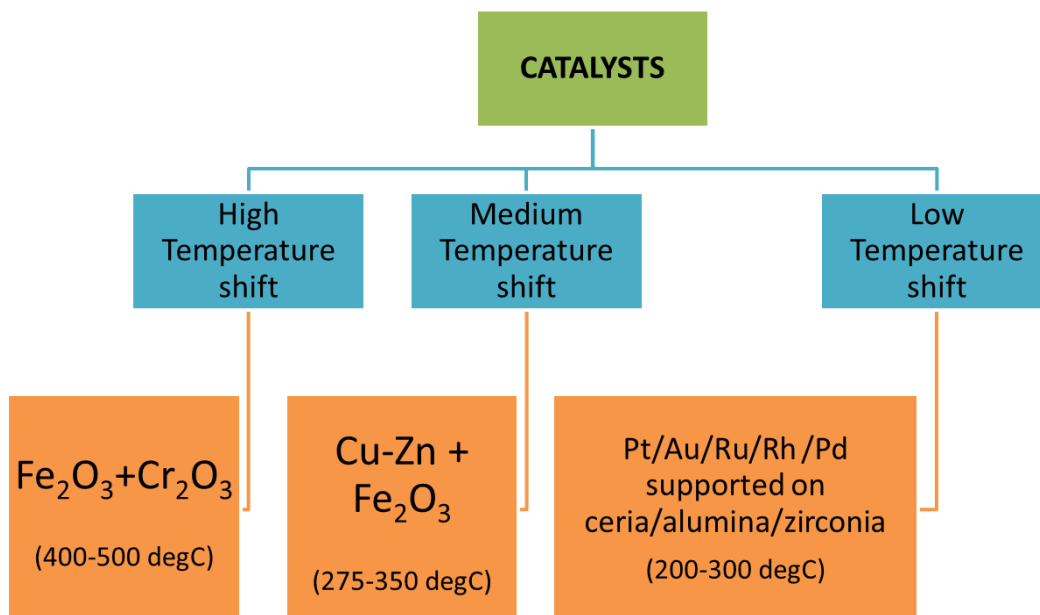 CATALYSTS
High
Temperature
shift
Medium
Temperature
shift
Low
Temperature
shift
Fe₂O₃+Cr₂O₃
(400-500 degC)
Cu-Zn +
Fe₂O₃
(275-350 degC)
Pt/Au/Ru/Rh /Pd
supported on
ceria/alumina/zirconia
(200-300 degC)